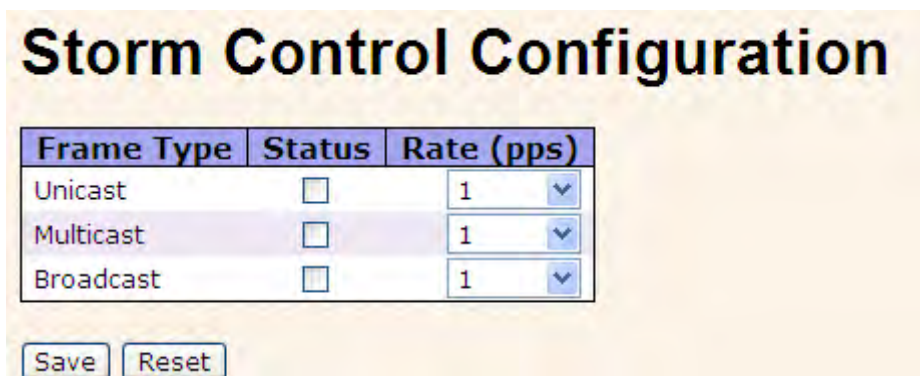 Storm Control Configuration
Frame Type Status Rate (pps)
Unicast 1
Multicast 1
Broadcast 1
Save Reset